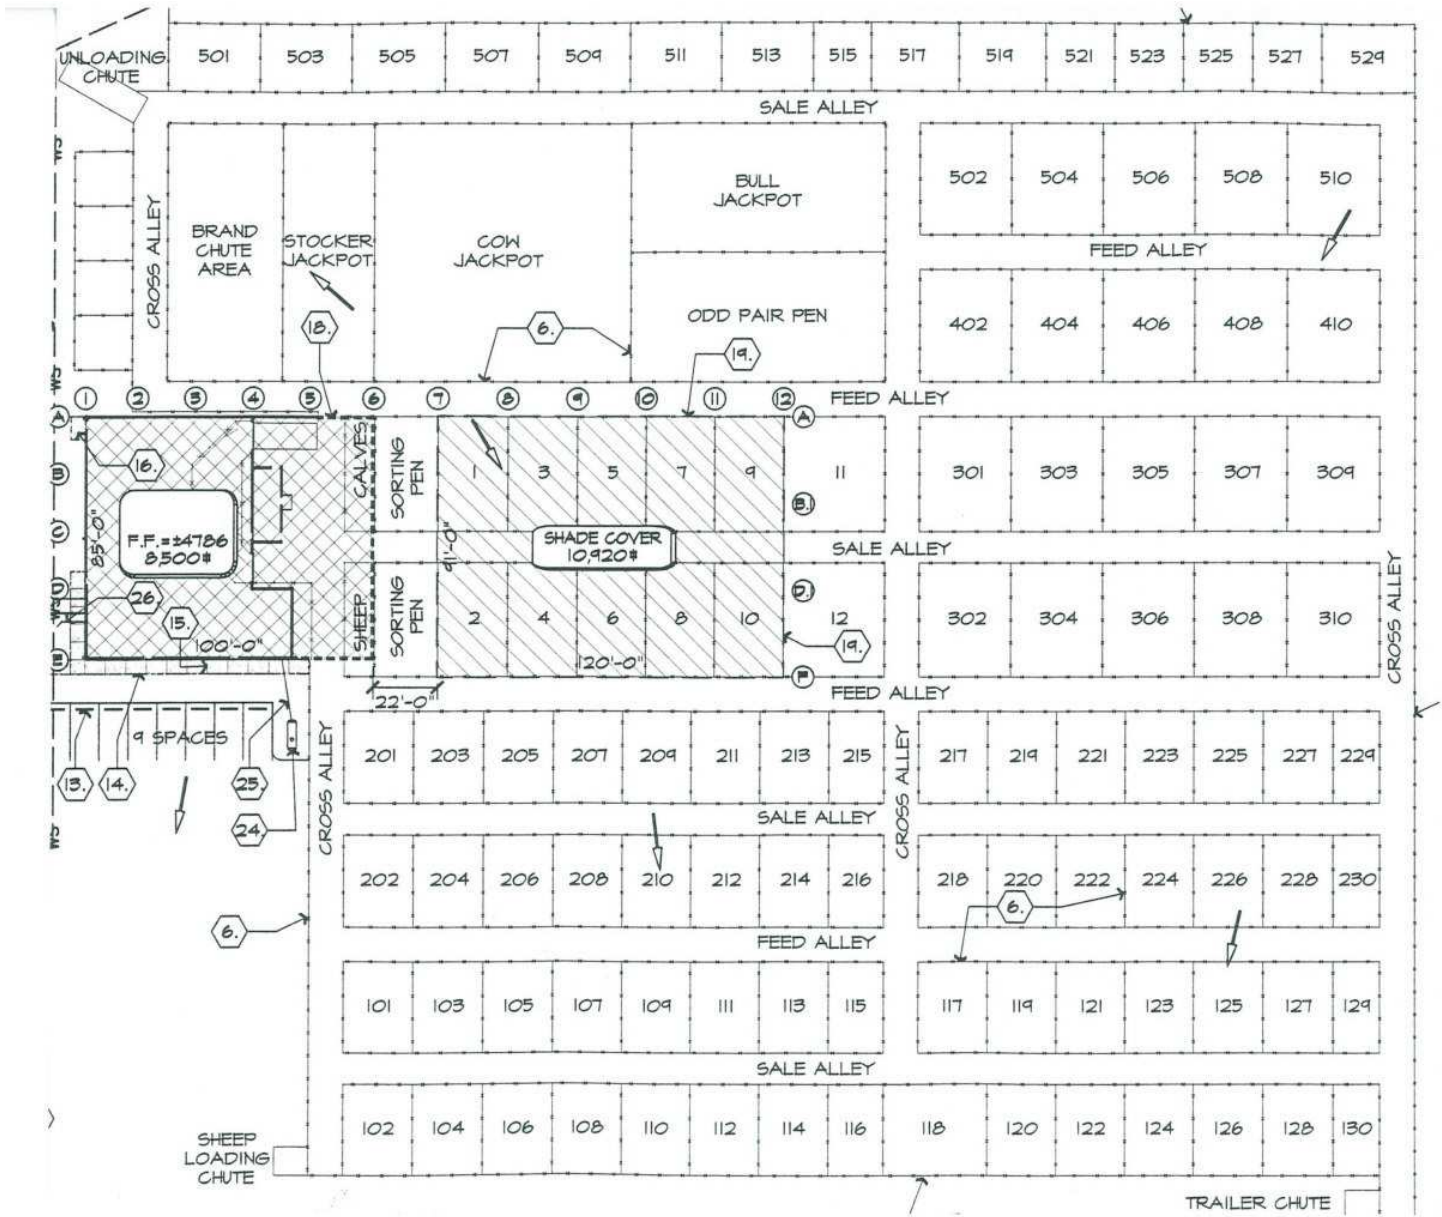 UNLOADING
CHUTE
501 503 505 507 509 511 513 515 517 519 521 523 525 527 529
SALE ALLEY
WS
CROSS ALLEY
BRAND
CHUTE
AREA
STOCKER
JACKPOT
COW
JACKPOT
BULL
JACKPOT
502 504 506 508 510
FEED ALLEY
ODD PAIR PEN
402 404 406 408 410
18.
6.
19.
WS
1 2 3 4 5 6 7 8 9 10 11 12
FEED ALLEY
A
A
B
C
D
E
B.1
D.1
F
16.
F.F.=±4786
8,500#
85'-0"
26.
15.
100'-0"
WS
CALVES
SORTING
PEN
1 3 5 7 9 11
301 303 305 307 309
91'-0"
SHADE COVER
10,920#
SALE ALLEY
SHEEP
SORTING
PEN
2 4 6 8 10 12
302 304 306 308 310
120'-0"
19.
CROSS ALLEY
22'-0"
FEED ALLEY
9 SPACES
13.
14.
25.
24.
WS
CROSS ALLEY
201 203 205 207 209 211 213 215
CROSS ALLEY
217 219 221 223 225 227 229
SALE ALLEY
202 204 206 208 210 212 214 216
218 220 222 224 226 228 230
6.
6.
FEED ALLEY
101 103 105 107 109 111 113 115
117 119 121 123 125 127 129
SALE ALLEY
102 104 106 108 110 112 114 116 118 120 122 124 126 128 130
SHEEP
LOADING
CHUTE
TRAILER CHUTE